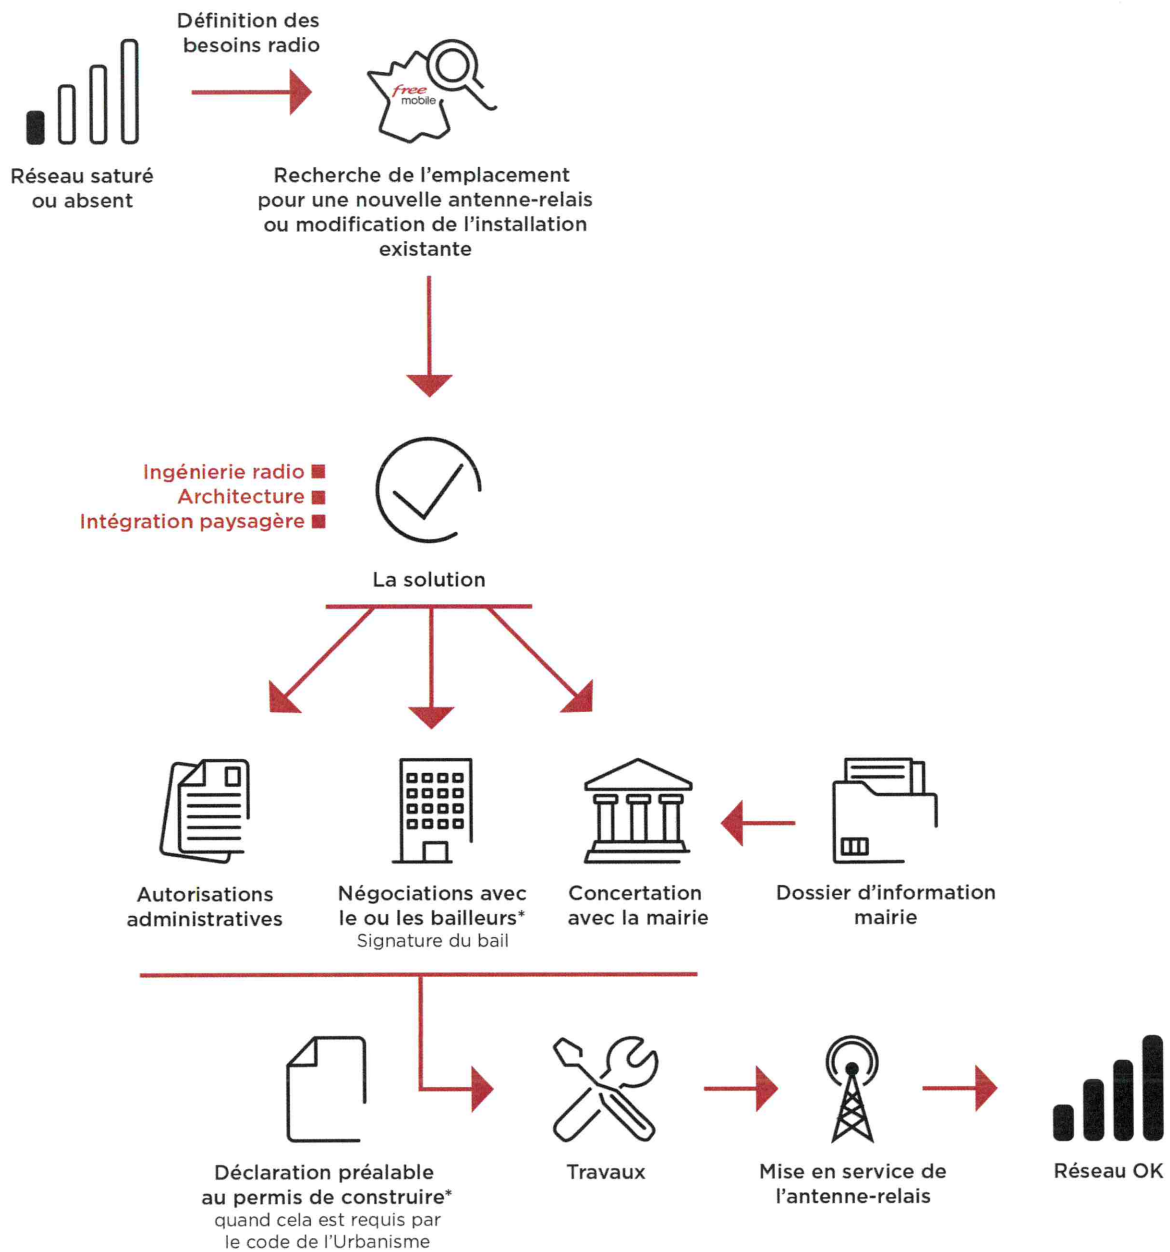 Définition des
besoins radio
free
mobile
Réseau saturé
ou absent
Recherche de l'emplacement
pour une nouvelle antenne-relais
ou modification de l'installation
existante
Ingénierie radio
Architecture
Intégration paysagère
La solution
Autorisations
administratives
Négociations avec
le ou les bailleurs*
Signature du bail
Concertation
avec la mairie
Dossier d'information
mairie
Déclaration préalable
au permis de construire*
quand cela est requis par
le code de l'Urbanisme
Travaux
Mise en service de
l'antenne-relais
Réseau OK